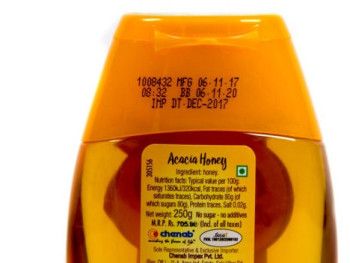 1008432 MFG 06.11.17
08:32 BB 06.11.20
IMP DT-DEC-2017
Acacia Honey
Ingredient: honey.
Nutrition facts: Typical value per 100g:
Energy 1360kJ/320kcal, Fat traces (of which
saturates traces), Carbohydrate 80g (of
which sugars 80g), Protein traces, Salt 0.02g.
Net weight: 250g No sugar - no additives
M.R.P. Rs. 705.00 (Incl. of all taxes)
chenab
Sole Representative & Exclusive Imported by
Chenab Impex Pvt. Ltd.